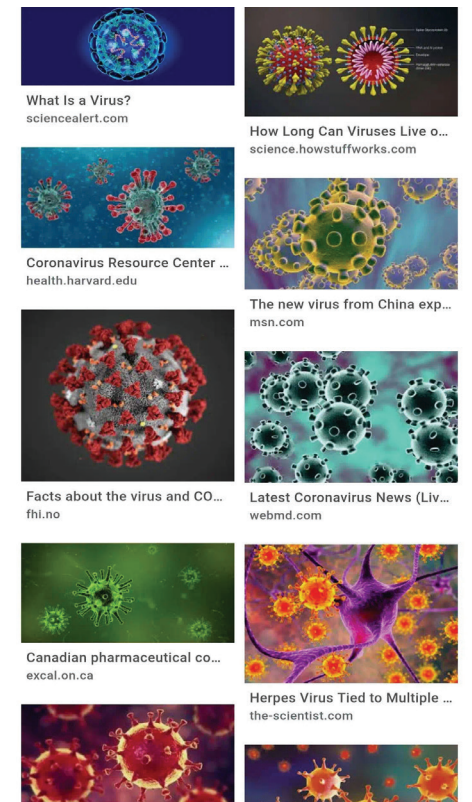 What Is a Virus?
sciencealert.com
How Long Can Viruses Live o...
science.howstuffworks.com
Coronavirus Resource Center ...
health.harvard.edu
The new virus from China exp...
msn.com
Facts about the virus and CO...
fhi.no
Latest Coronavirus News (Liv...
webmd.com
Canadian pharmaceutical co...
excal.on.ca
Herpes Virus Tied to Multiple ...
the-scientist.com